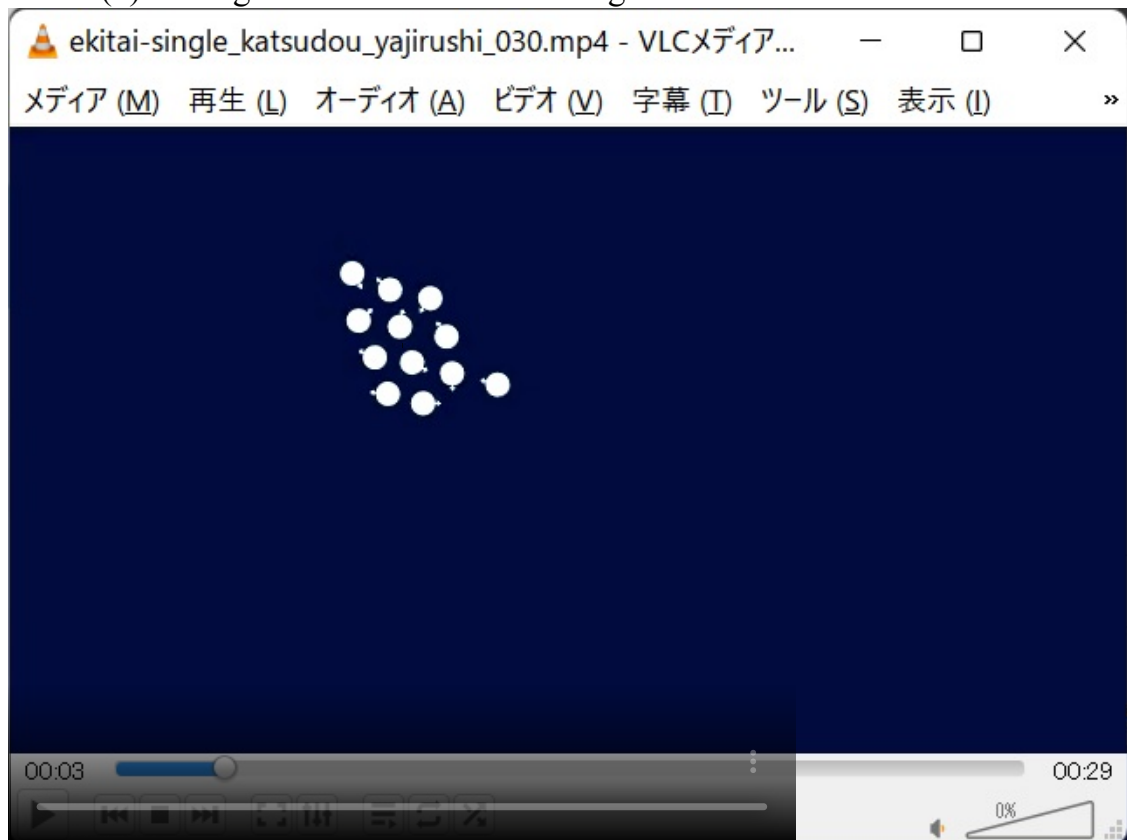 ekitai-single_katsudou_yajirushi_030.mp4 - VLCメディア...
メディア (M) 再生 (L) オーディオ (A) ビデオ (V) 字幕 (T) ツール (S) 表示 (I) »
00:03 00:29
0%